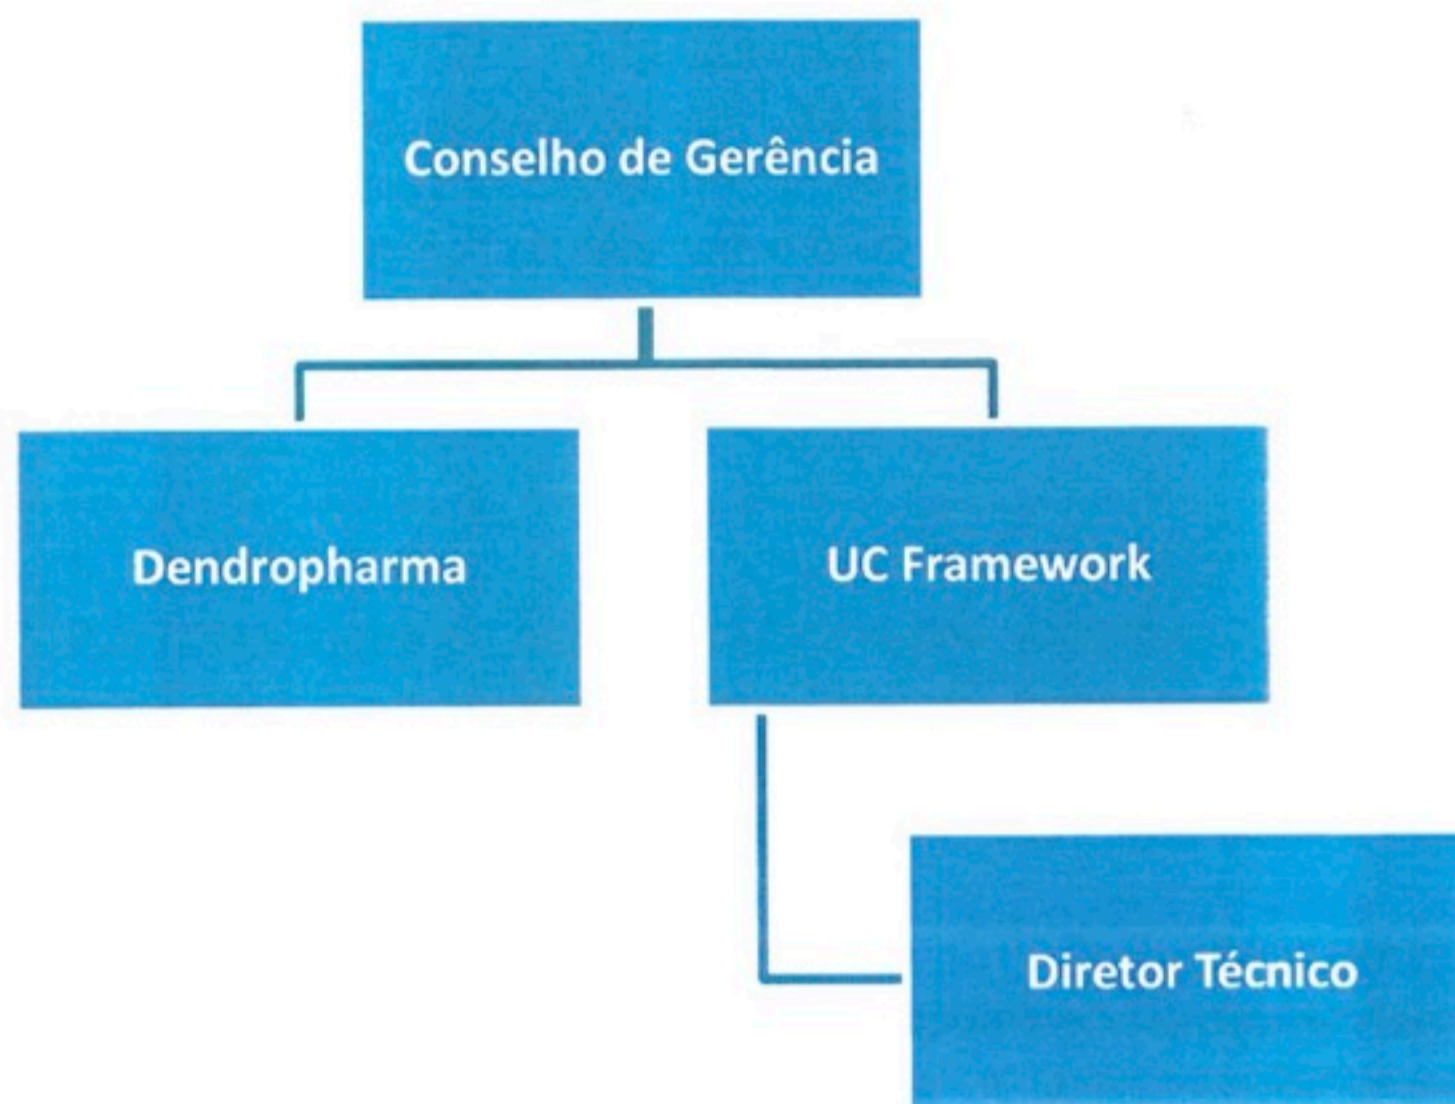 Conselho de Gerência
Dendropharma
UC Framework
Diretor Técnico